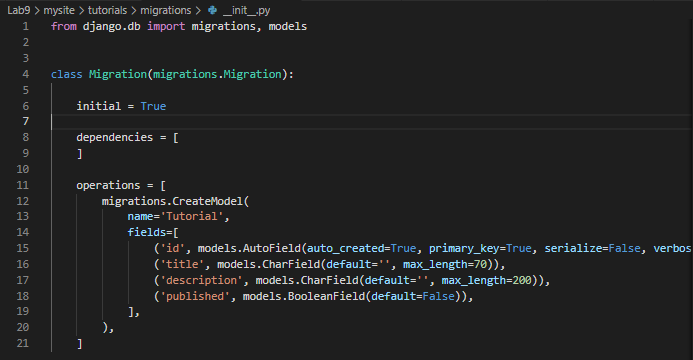 Lab9 > mysite > tutorials > migrations > __init__.py
1 from django.db import migrations, models
2
3
4 class Migration(migrations.Migration):
5
6     initial = True
7
8     dependencies = [
9     ]
10
11     operations = [
12         migrations.CreateModel(
13             name='Tutorial',
14             fields=[
15                 ('id', models.AutoField(auto_created=True, primary_key=True, serialize=False, verbos
16                 ('title', models.CharField(default='', max_length=70)),
17                 ('description', models.CharField(default='', max_length=200)),
18                 ('published', models.BooleanField(default=False)),
19             ],
20         ),
21     ]